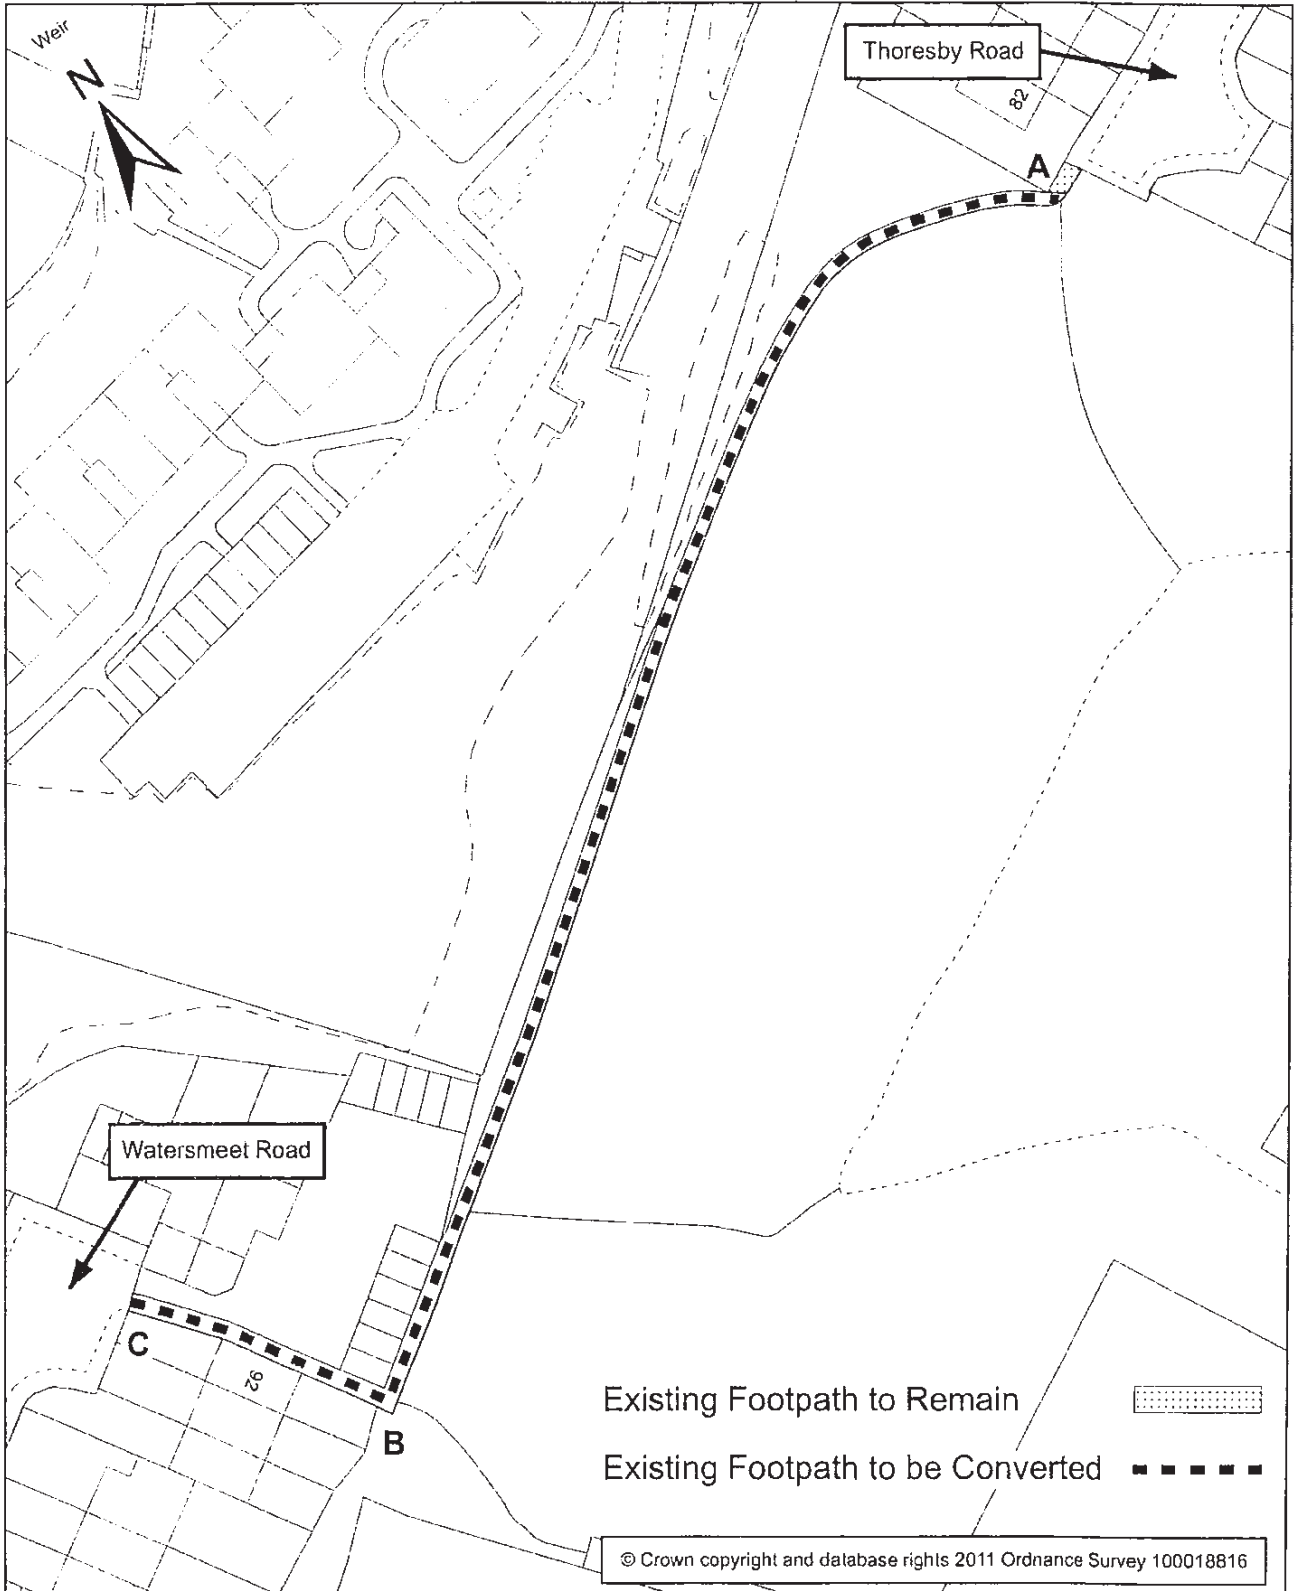 Weir
N
Thoresby Road
82
A
Watersmeet Road
C
92
B
Existing Footpath to Remain
Existing Footpath to be Converted
© Crown copyright and database rights 2011 Ordnance Survey 100018816